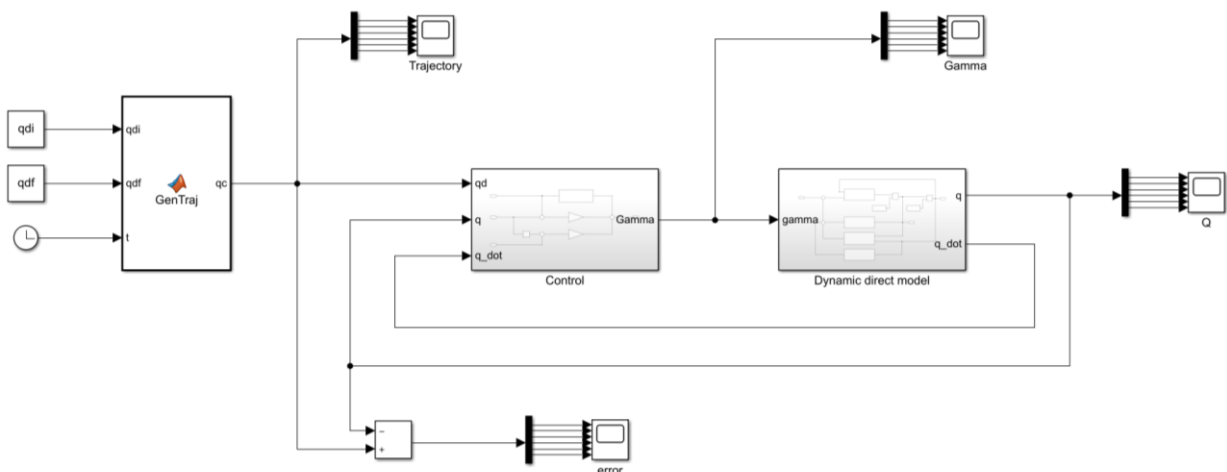 Trajectory
Gamma
qdi
qdi
qdf
qdf
qc
GenTraj
t
qd
q
Gamma
q_dot
Control
gamma
q
q_dot
Dynamic direct model
Q
−
+
error